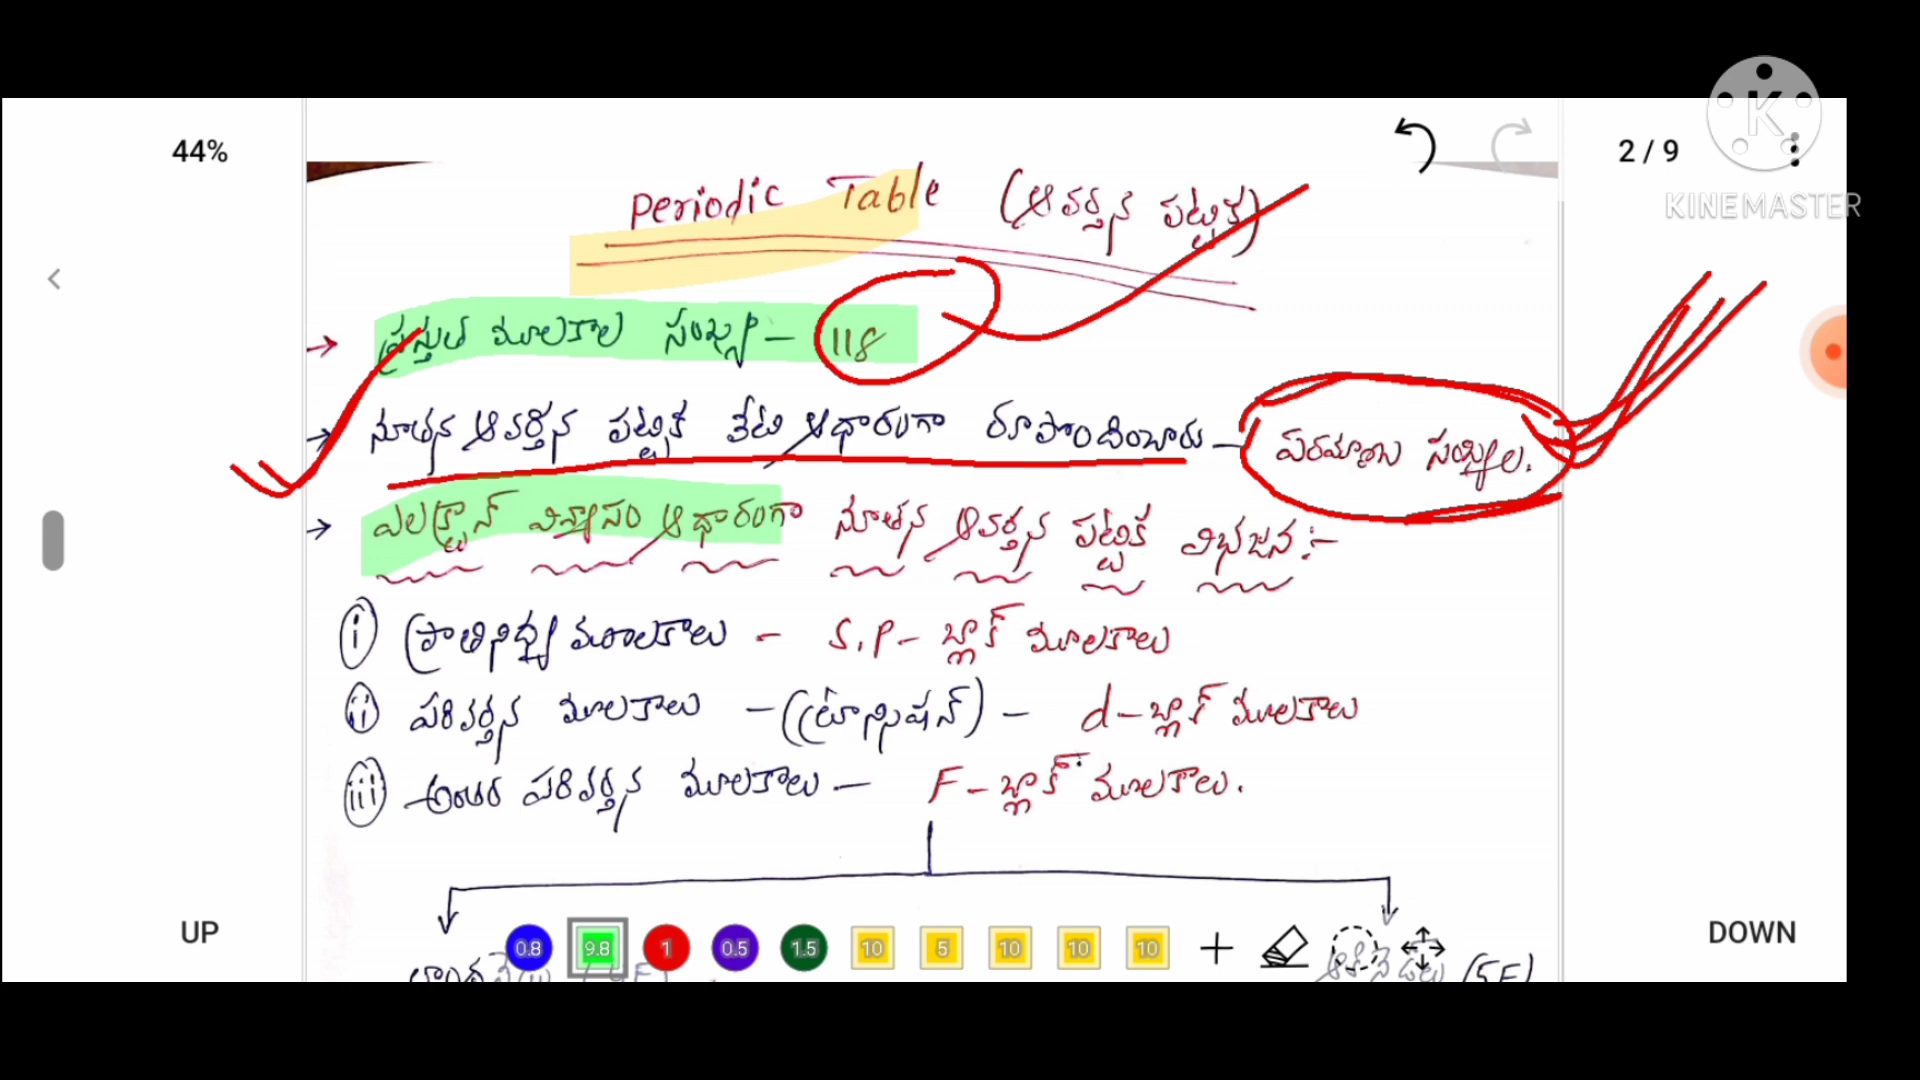 44%
2 / 9
KINEMASTER
Periodic Table (ఆవర్తన పట్టిక)
→ ప్రస్తుత మూలకాల సంఖ్య - 118
→ నూతన ఆవర్తన పట్టిక దేని ఆధారంగా రూపొందించారు - పరమాణు సంఖ్యల.
→ ఎలక్ట్రాన్ విన్యాసం ఆధారంగా నూతన ఆవర్తన పట్టిక విభజన :-
(i) ప్రాతినిధ్య మూలకాలు - S.P- బ్లాక్ మూలకాలు
(ii) పరివర్తన మూలకాలు - (ట్రాన్సిషన్) - d - బ్లాక్ మూలకాలు
(iii) అంతర పరివర్తన మూలకాలు - F - బ్లాక్ మూలకాలు.
UP
0.8 9.8 1 0.5 1.5 10 5 10 10 10
DOWN
(5F)